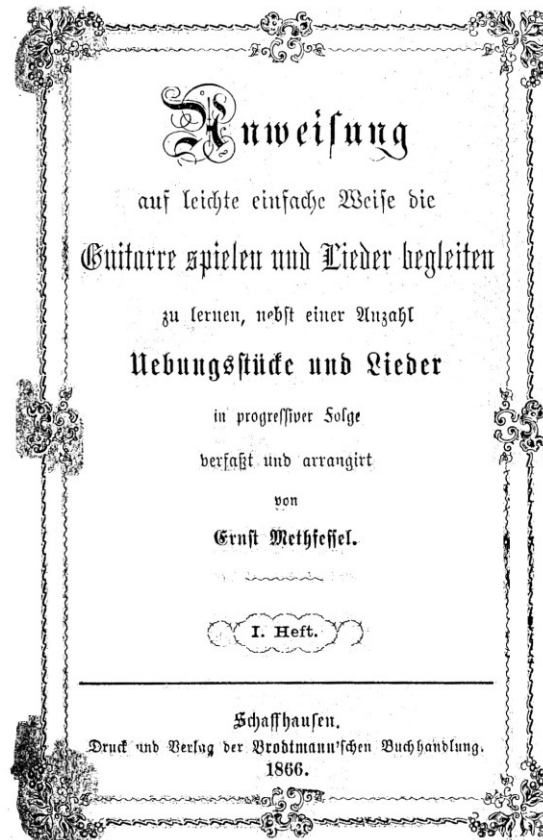 Anweisung
auf leichte einfache Weise die
Guitarre spielen und Lieder begleiten
zu lernen, nebst einer Anzahl
Uebungsstücke und Lieder
in progressiver Folge
verfaßt und arrangirt
von
Ernst Methfessel.
I. Heft.
Schaffhausen.
Druck und Verlag der Brodtmann'schen Buchhandlung.
1866.